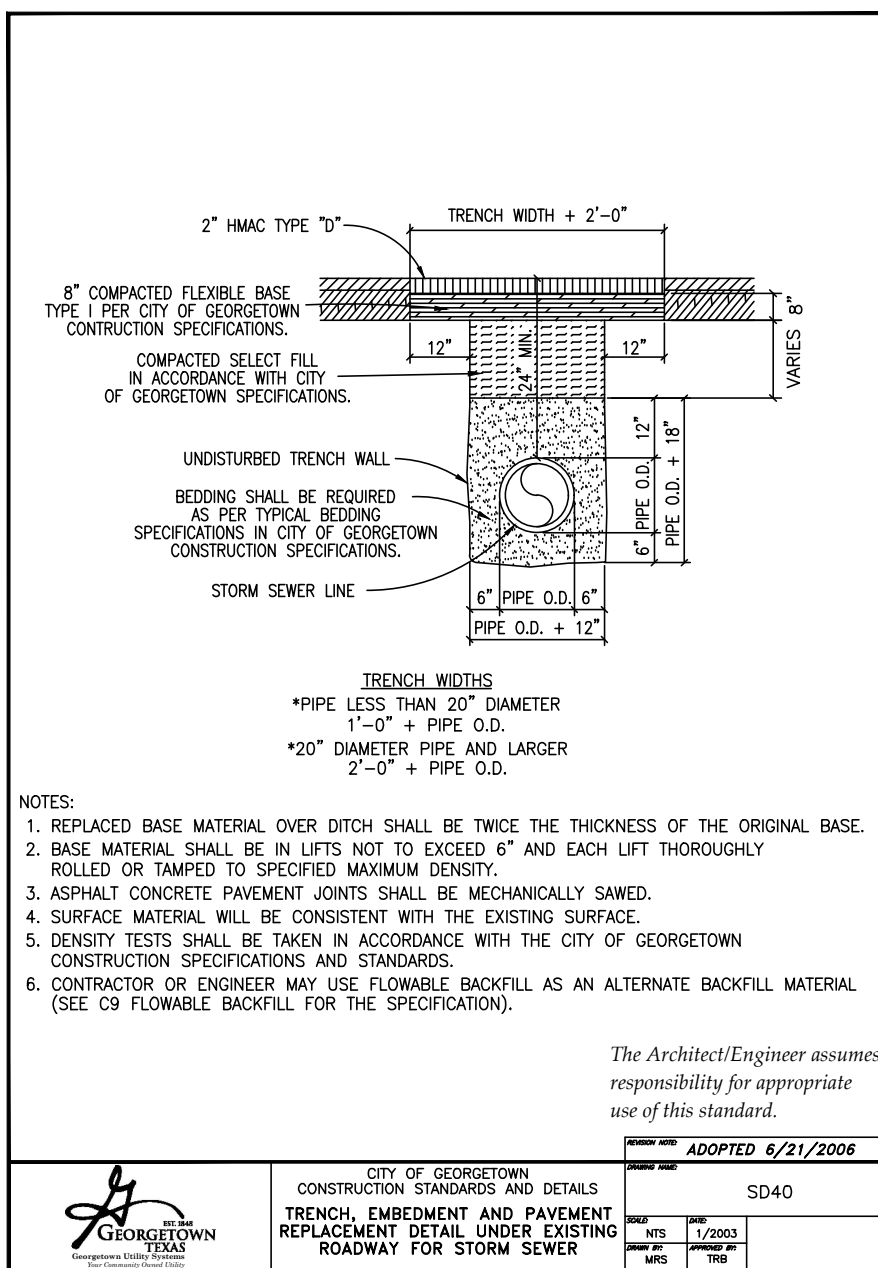 2" HMAC TYPE "D"
TRENCH WIDTH + 2'-0"
8" COMPACTED FLEXIBLE BASE
TYPE I PER CITY OF GEORGETOWN
CONTRUCTION SPECIFICATIONS.
8"
VARIES
12"
24" MIN.
12"
COMPACTED SELECT FILL
IN ACCORDANCE WITH CITY
OF GEORGETOWN SPECIFICATIONS.
UNDISTURBED TRENCH WALL
BEDDING SHALL BE REQUIRED
AS PER TYPICAL BEDDING
SPECIFICATIONS IN CITY OF GEORGETOWN
CONSTRUCTION SPECIFICATIONS.
STORM SEWER LINE
12"
PIPE O.D.
6"
PIPE O.D. + 18"
6" PIPE O.D. 6"
PIPE O.D. + 12"
TRENCH WIDTHS
*PIPE LESS THAN 20" DIAMETER
1'-0" + PIPE O.D.
*20" DIAMETER PIPE AND LARGER
2'-0" + PIPE O.D.
NOTES:
1. REPLACED BASE MATERIAL OVER DITCH SHALL BE TWICE THE THICKNESS OF THE ORIGINAL BASE.
2. BASE MATERIAL SHALL BE IN LIFTS NOT TO EXCEED 6" AND EACH LIFT THOROUGHLY
ROLLED OR TAMPED TO SPECIFIED MAXIMUM DENSITY.
3. ASPHALT CONCRETE PAVEMENT JOINTS SHALL BE MECHANICALLY SAWED.
4. SURFACE MATERIAL WILL BE CONSISTENT WITH THE EXISTING SURFACE.
5. DENSITY TESTS SHALL BE TAKEN IN ACCORDANCE WITH THE CITY OF GEORGETOWN
CONSTRUCTION SPECIFICATIONS AND STANDARDS.
6. CONTRACTOR OR ENGINEER MAY USE FLOWABLE BACKFILL AS AN ALTERNATE BACKFILL MATERIAL
(SEE C9 FLOWABLE BACKFILL FOR THE SPECIFICATION).
The Architect/Engineer assumes
responsibility for appropriate
use of this standard.
REVISION NOTE: ADOPTED 6/21/2006
G
EST. 1848
GEORGETOWN
TEXAS
Georgetown Utility Systems
Your Community Owned Utility
CITY OF GEORGETOWN
CONSTRUCTION STANDARDS AND DETAILS
TRENCH, EMBEDMENT AND PAVEMENT
REPLACEMENT DETAIL UNDER EXISTING
ROADWAY FOR STORM SEWER
DRAWING NAME:
SD40
SCALE: NTS
DATE: 1/2003
DRAWN BY: MRS
APPROVED BY: TRB